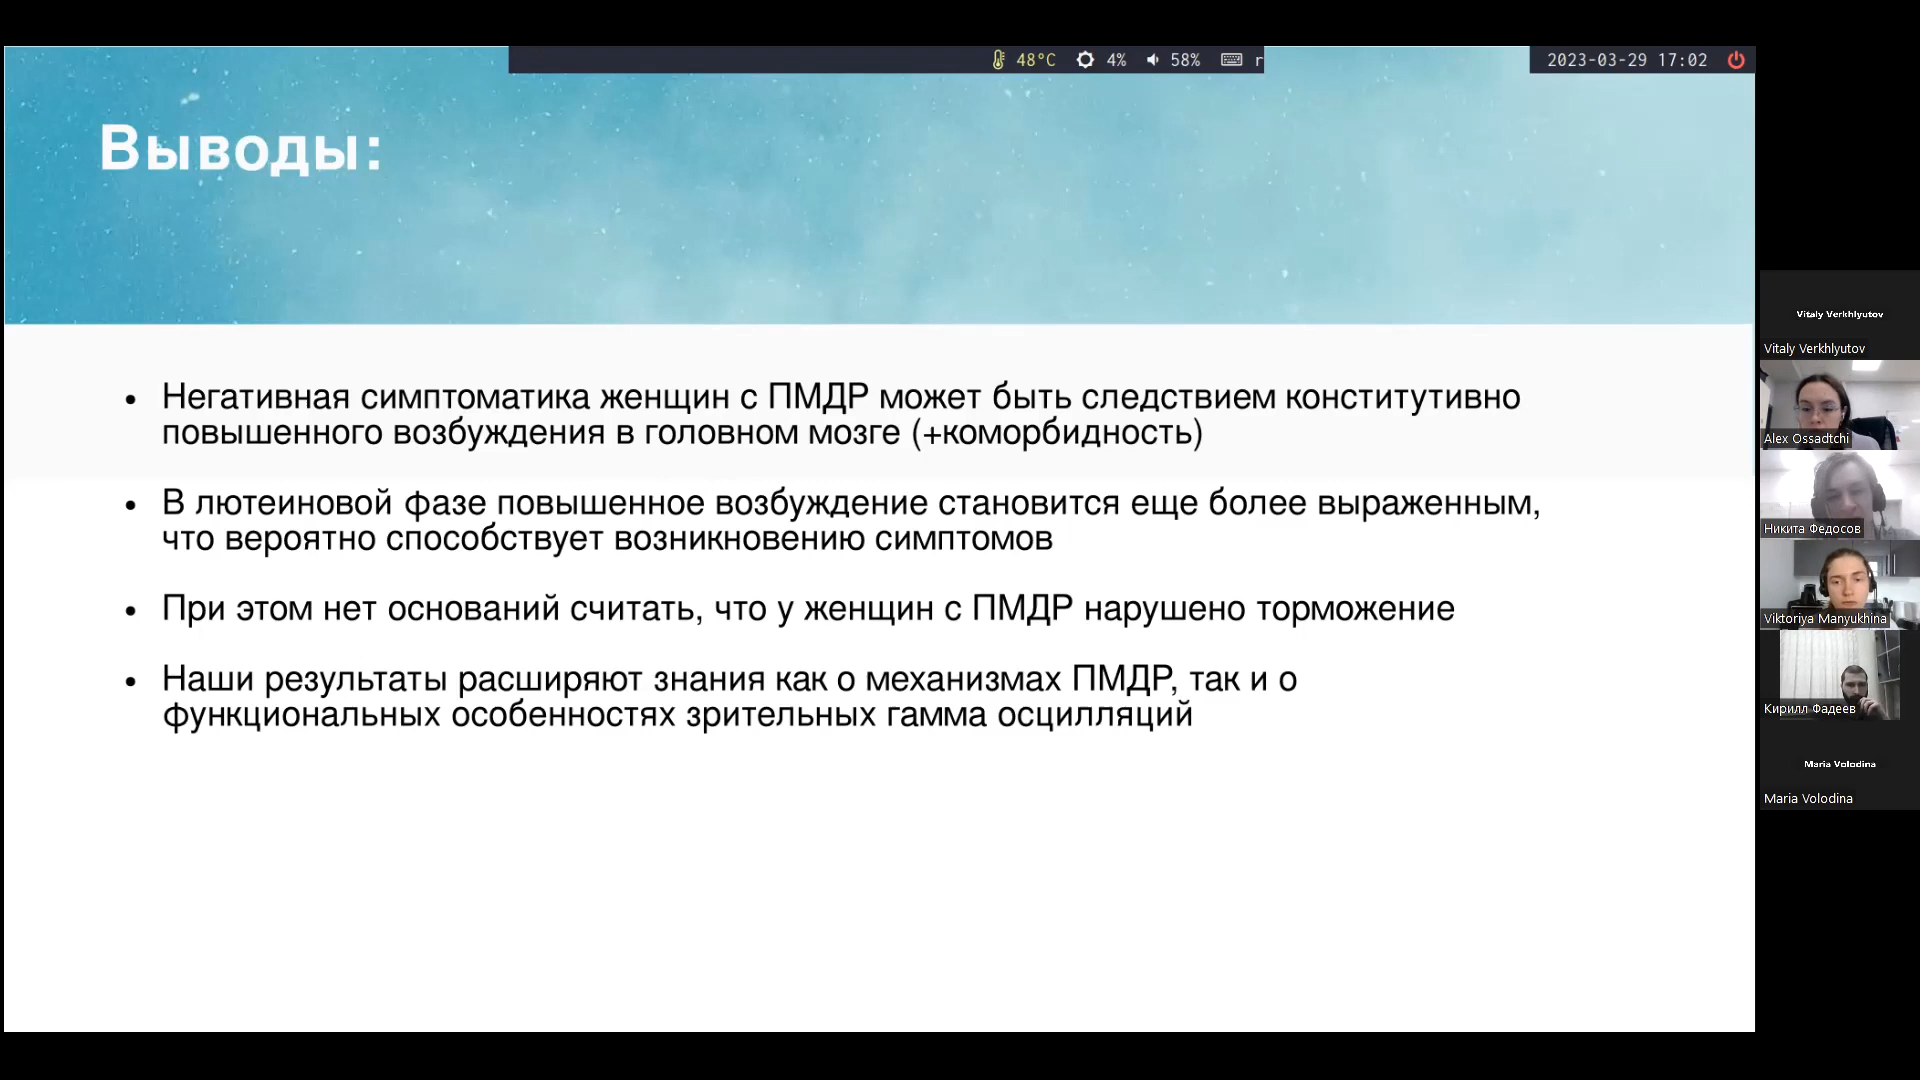 48°C 4% 58% r
2023-03-29 17:02
Выводы:
• Негативная симптоматика женщин с ПМДР может быть следствием конститутивно
повышенного возбуждения в головном мозге (+коморбидность)
• В лютеиновой фазе повышенное возбуждение становится еще более выраженным,
что вероятно способствует возникновению симптомов
• При этом нет оснований считать, что у женщин с ПМДР нарушено торможение
• Наши результаты расширяют знания как о механизмах ПМДР, так и о
функциональных особенностях зрительных гамма осцилляций
Vitaly Verkhlyutov
Vitaly Verkhlyutov
Alex Ossadtchi
Никита Федосов
Viktoriya Manyukhina
Кирилл Фадеев
Maria Volodina
Maria Volodina